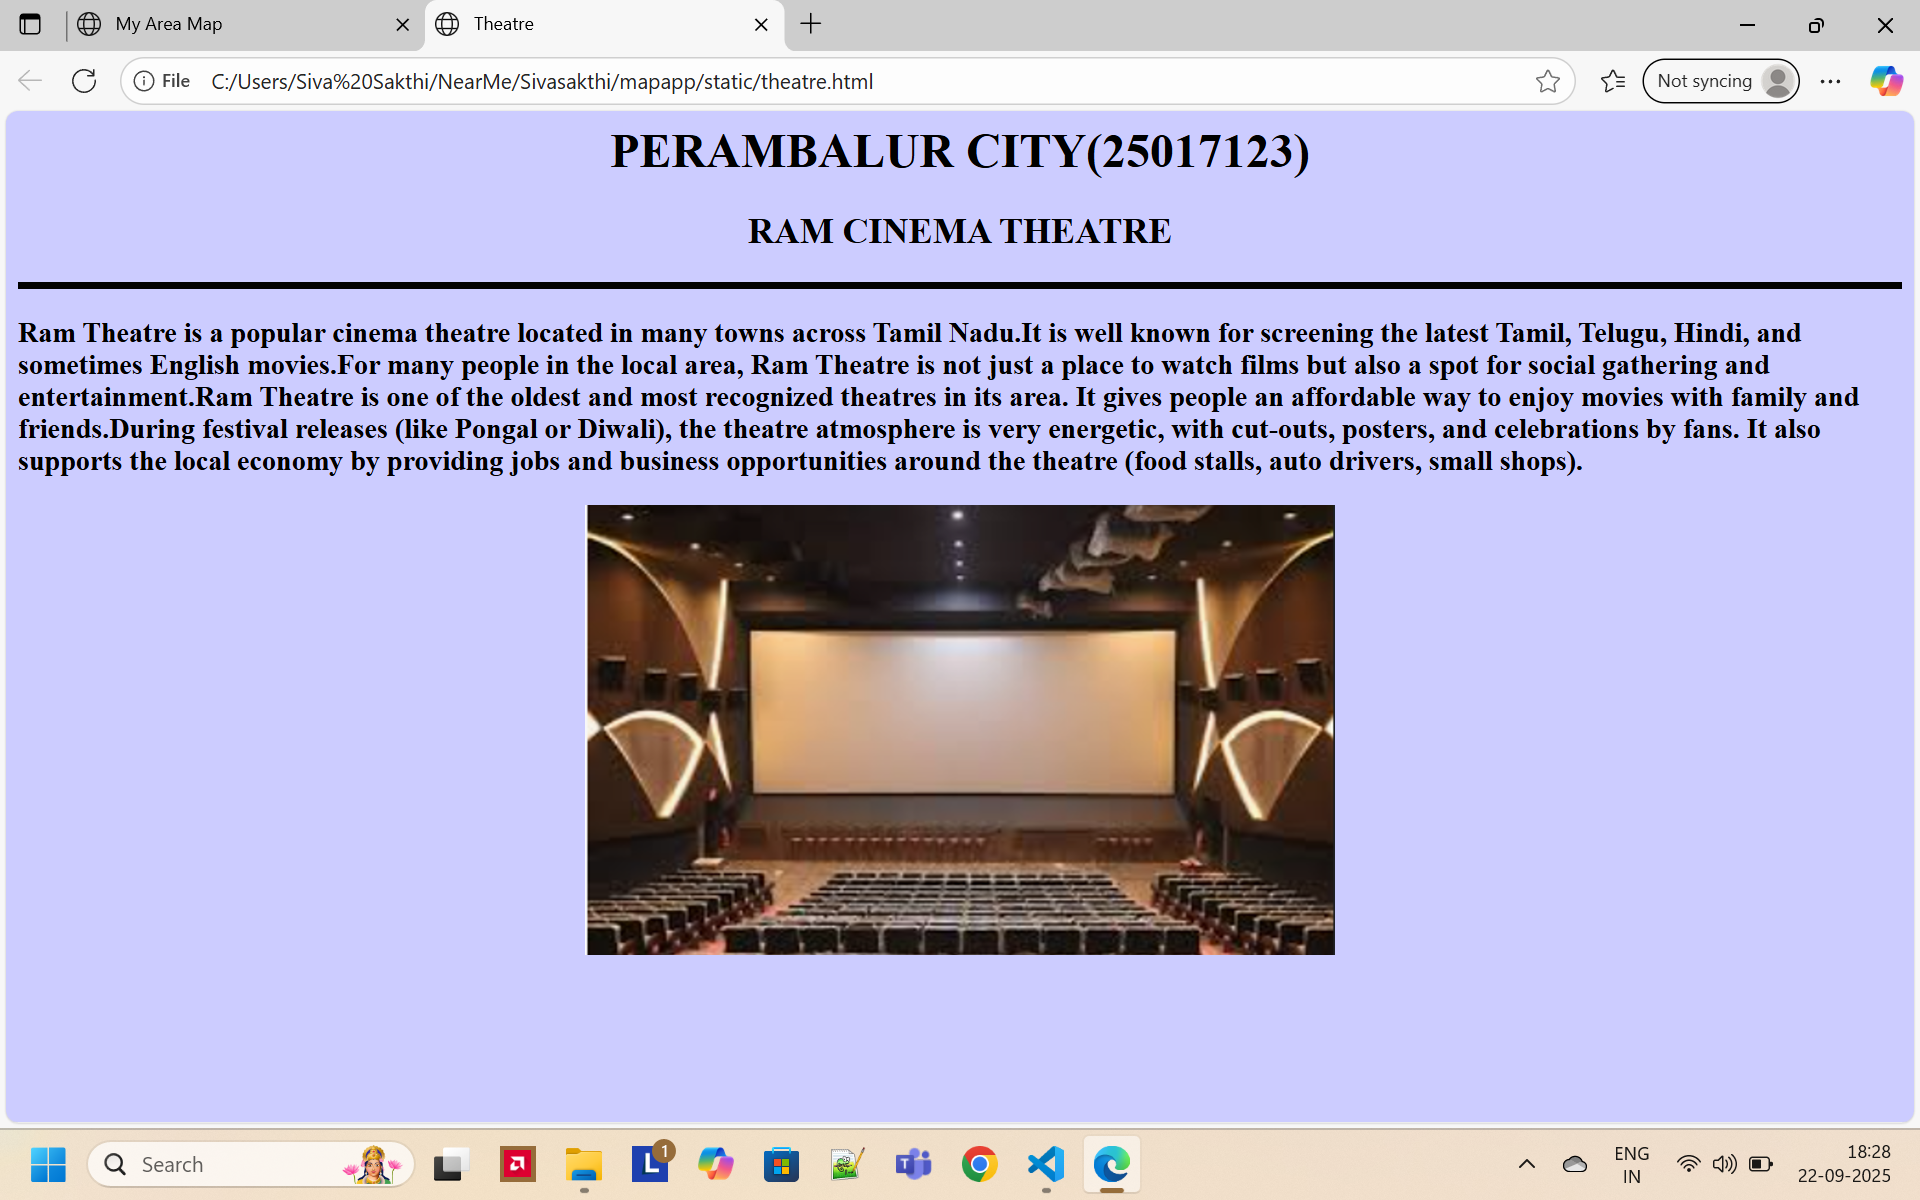 My Area Map
Theatre
File C:/Users/Siva%20Sakthi/NearMe/Sivasakthi/mapapp/static/theatre.html
Not syncing
PERAMBALUR CITY(25017123)
RAM CINEMA THEATRE
Ram Theatre is a popular cinema theatre located in many towns across Tamil Nadu.It is well known for screening the latest Tamil, Telugu, Hindi, and
sometimes English movies.For many people in the local area, Ram Theatre is not just a place to watch films but also a spot for social gathering and
entertainment.Ram Theatre is one of the oldest and most recognized theatres in its area. It gives people an affordable way to enjoy movies with family and
friends.During festival releases (like Pongal or Diwali), the theatre atmosphere is very energetic, with cut-outs, posters, and celebrations by fans. It also
supports the local economy by providing jobs and business opportunities around the theatre (food stalls, auto drivers, small shops).
Search
L 1
ENG
IN
18:28
22-09-2025